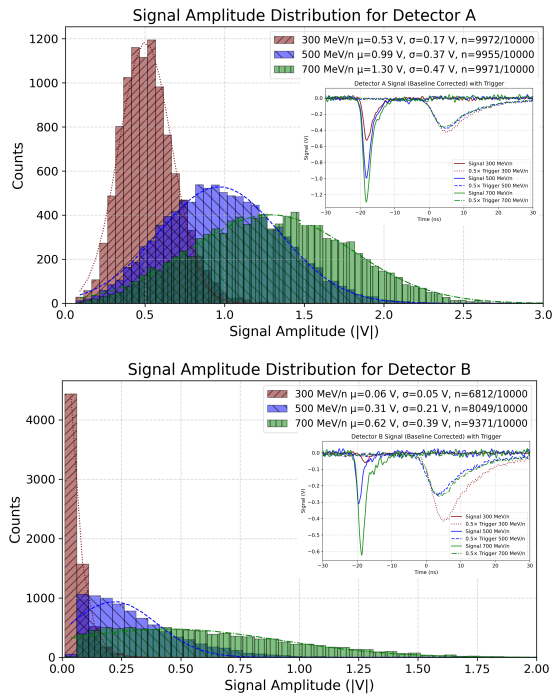 Signal Amplitude Distribution for Detector A
300 MeV/n μ=0.53 V, σ=0.17 V, n=9972/10000
500 MeV/n μ=0.99 V, σ=0.37 V, n=9955/10000
700 MeV/n μ=1.30 V, σ=0.47 V, n=9971/10000
Detector A Signal (Baseline Corrected) with Trigger
0.0
−0.2
−0.4
−0.6
−0.8
−1.0
−1.2
Signal (V)
Signal 300 MeV/n
0.5× Trigger 300 MeV/n
Signal 500 MeV/n
0.5× Trigger 500 MeV/n
Signal 700 MeV/n
0.5× Trigger 700 MeV/n
−30 −20 −10 0 10 20 30
Time (ns)
1200
1000
800
600
400
200
0
Counts
0.0 0.5 1.0 1.5 2.0 2.5 3.0
Signal Amplitude (|V|)
Signal Amplitude Distribution for Detector B
300 MeV/n μ=0.06 V, σ=0.05 V, n=6812/10000
500 MeV/n μ=0.31 V, σ=0.21 V, n=8049/10000
700 MeV/n μ=0.62 V, σ=0.39 V, n=9371/10000
Detector B Signal (Baseline Corrected) with Trigger
0.0
−0.1
−0.2
−0.3
−0.4
−0.5
−0.6
Signal (V)
Signal 300 MeV/n
0.5× Trigger 300 MeV/n
Signal 500 MeV/n
0.5× Trigger 500 MeV/n
Signal 700 MeV/n
0.5× Trigger 700 MeV/n
−30 −20 −10 0 10 20 30
Time (ns)
4000
3000
2000
1000
0
Counts
0.00 0.25 0.50 0.75 1.00 1.25 1.50 1.75 2.00
Signal Amplitude (|V|)